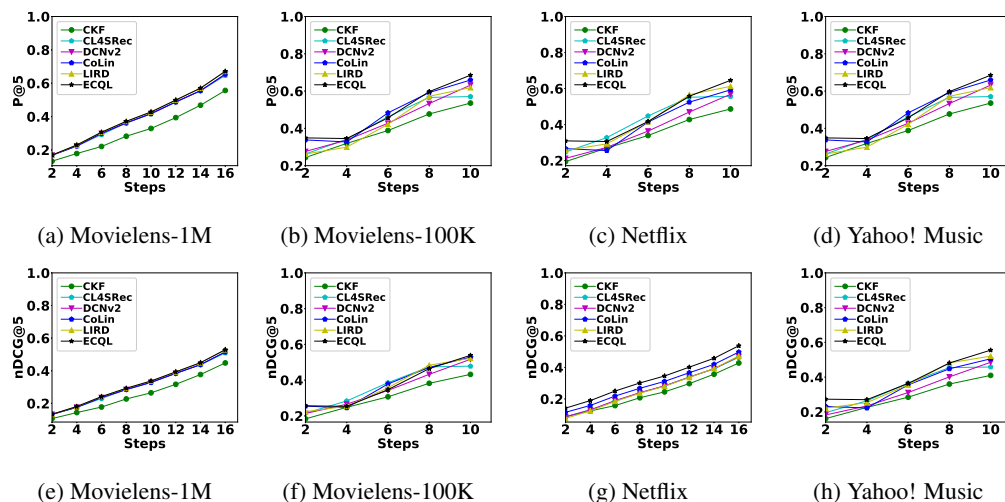 1.0
0.8
0.6
0.4
0.2
P@5
CKF
CL4SRec
DCNv2
CoLin
LIRD
ECQL
2 4 6 8 10 12 14 16
Steps
(a) Movielens-1M
1.0
0.8
0.6
0.4
0.2
P@5
CKF
CL4SRec
DCNv2
CoLin
LIRD
ECQL
2 4 6 8 10
Steps
(b) Movielens-100K
1.0
0.8
0.6
0.4
0.2
P@5
CKF
CL4SRec
DCNv2
CoLin
LIRD
ECQL
2 4 6 8 10
Steps
(c) Netflix
1.0
0.8
0.6
0.4
0.2
P@5
CKF
CL4SRec
DCNv2
CoLin
LIRD
ECQL
2 4 6 8 10
Steps
(d) Yahoo! Music
1.0
0.8
0.6
0.4
0.2
nDCG@5
CKF
CL4SRec
DCNv2
CoLin
LIRD
ECQL
2 4 6 8 10 12 14 16
Steps
(e) Movielens-1M
1.0
0.8
0.6
0.4
0.2
nDCG@5
CKF
CL4SRec
DCNv2
CoLin
LIRD
ECQL
2 4 6 8 10
Steps
(f) Movielens-100K
1.0
0.8
0.6
0.4
0.2
nDCG@5
CKF
CL4SRec
DCNv2
CoLin
LIRD
ECQL
2 4 6 8 10 12 14 16
Steps
(g) Netflix
1.0
0.8
0.6
0.4
0.2
nDCG@5
CKF
CL4SRec
DCNv2
CoLin
LIRD
ECQL
2 4 6 8 10
Steps
(h) Yahoo! Music